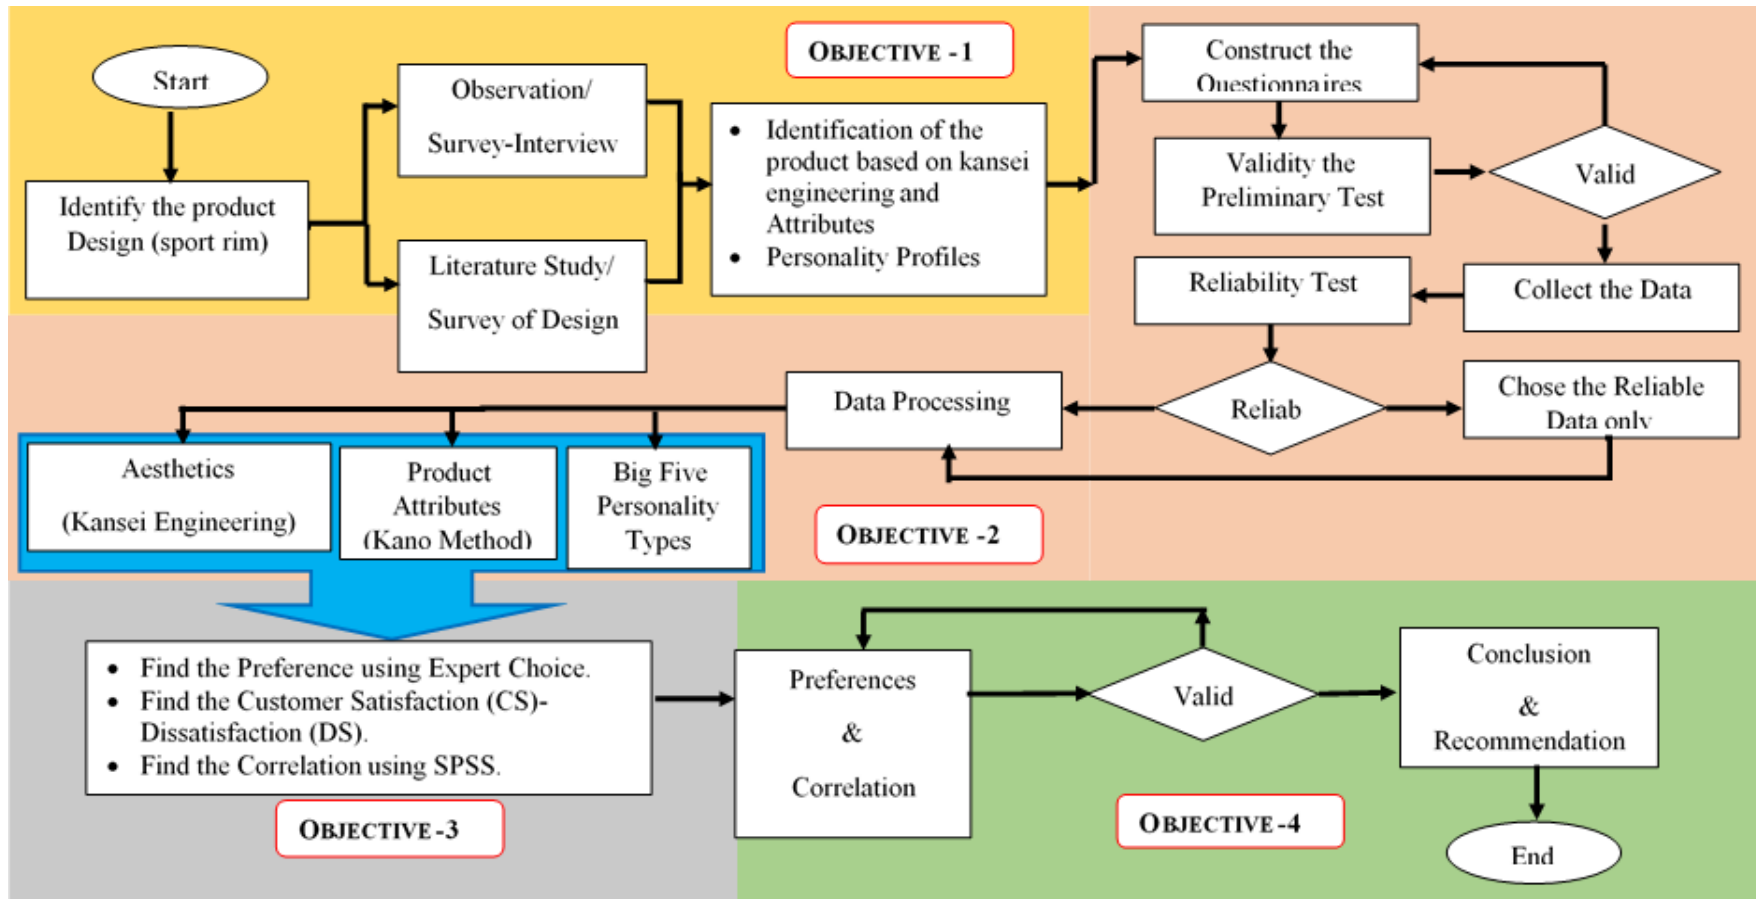 OBJECTIVE -1
Start
Identify the product
Design (sport rim)
Observation/
Survey-Interview
Literature Study/
Survey of Design
• Identification of the
product based on kansei
engineering and
Attributes
• Personality Profiles
Construct the
Questionnaires
Validity the
Preliminary Test
Valid
Collect the Data
Reliability Test
Reliab
Chose the Reliable
Data only
Data Processing
Aesthetics
(Kansei Engineering)
Product
Attributes
(Kano Method)
Big Five
Personality
Types
OBJECTIVE -2
• Find the Preference using Expert Choice.
• Find the Customer Satisfaction (CS)-
Dissatisfaction (DS).
• Find the Correlation using SPSS.
OBJECTIVE -3
Preferences
&
Correlation
Valid
Conclusion
&
Recommendation
OBJECTIVE -4
End